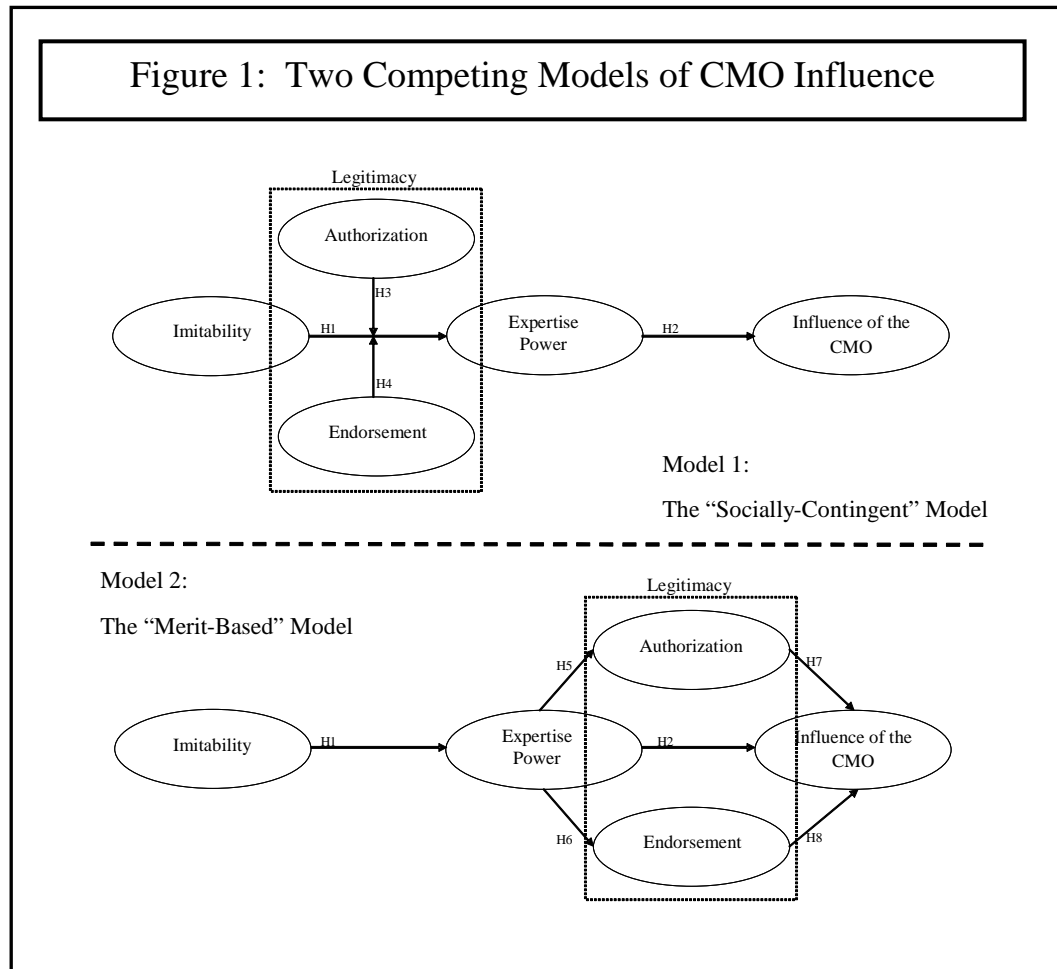 Figure 1:  Two Competing Models of CMO Influence
Legitimacy
Authorization
H3
Imitability
H1
Expertise
Power
H2
Influence of the
CMO
H4
Endorsement
Model 1:
The “Socially-Contingent” Model
Model 2:
The “Merit-Based” Model
Legitimacy
Authorization
H5
H7
Imitability
H1
Expertise
Power
H2
Influence of the
CMO
H6
Endorsement
H8